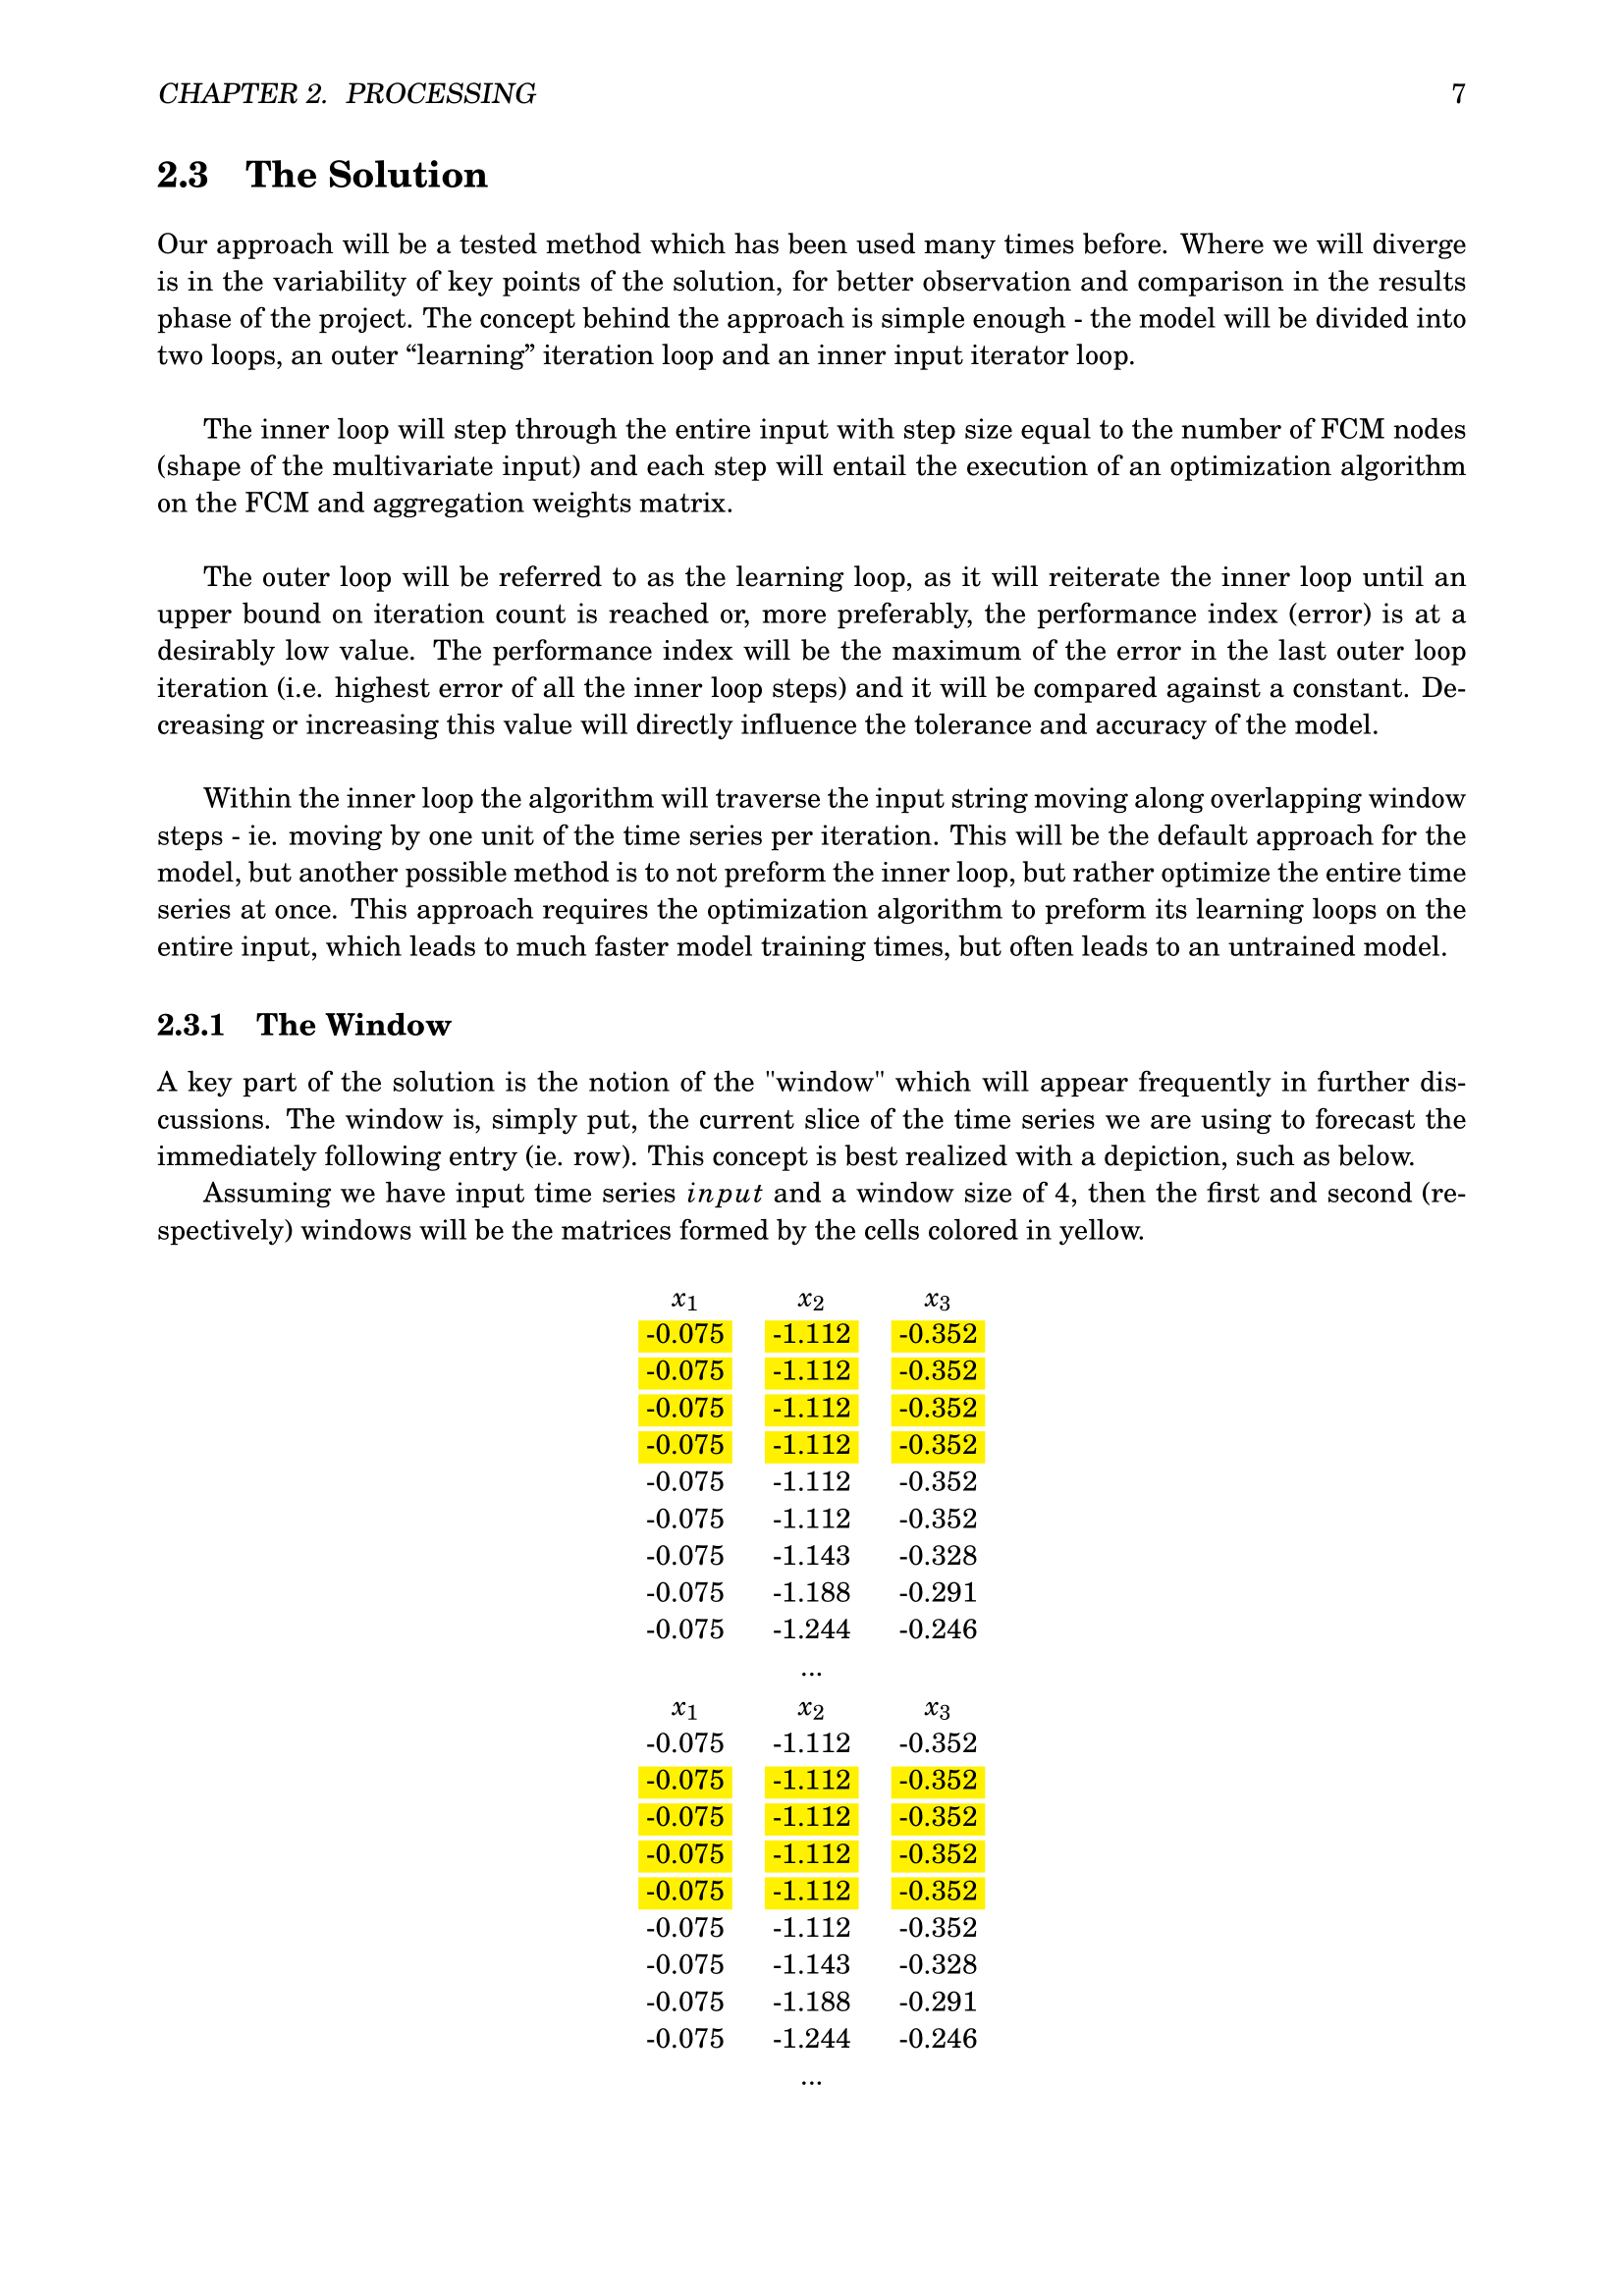 CHAPTER 2. PROCESSING 7
2.3 The Solution
Our approach will be a tested method which has been used many times before. Where we will diverge
is in the variability of key points of the solution, for better observation and comparison in the results
phase of the project. The concept behind the approach is simple enough - the model will be divided into
two loops, an outer “learning” iteration loop and an inner input iterator loop.
The inner loop will step through the entire input with step size equal to the number of FCM nodes
(shape of the multivariate input) and each step will entail the execution of an optimization algorithm
on the FCM and aggregation weights matrix.
The outer loop will be referred to as the learning loop, as it will reiterate the inner loop until an
upper bound on iteration count is reached or, more preferably, the performance index (error) is at a
desirably low value. The performance index will be the maximum of the error in the last outer loop
iteration (i.e. highest error of all the inner loop steps) and it will be compared against a constant. De-
creasing or increasing this value will directly influence the tolerance and accuracy of the model.
Within the inner loop the algorithm will traverse the input string moving along overlapping window
steps - ie. moving by one unit of the time series per iteration. This will be the default approach for the
model, but another possible method is to not preform the inner loop, but rather optimize the entire time
series at once. This approach requires the optimization algorithm to preform its learning loops on the
entire input, which leads to much faster model training times, but often leads to an untrained model.
2.3.1 The Window
A key part of the solution is the notion of the "window" which will appear frequently in further dis-
cussions. The window is, simply put, the current slice of the time series we are using to forecast the
immediately following entry (ie. row). This concept is best realized with a depiction, such as below.
Assuming we have input time series input and a window size of 4, then the first and second (re-
spectively) windows will be the matrices formed by the cells colored in yellow.
x1 x2 x3
-0.075 -1.112 -0.352
-0.075 -1.112 -0.352
-0.075 -1.112 -0.352
-0.075 -1.112 -0.352
-0.075 -1.112 -0.352
-0.075 -1.112 -0.352
-0.075 -1.143 -0.328
-0.075 -1.188 -0.291
-0.075 -1.244 -0.246
...
x1 x2 x3
-0.075 -1.112 -0.352
-0.075 -1.112 -0.352
-0.075 -1.112 -0.352
-0.075 -1.112 -0.352
-0.075 -1.112 -0.352
-0.075 -1.112 -0.352
-0.075 -1.143 -0.328
-0.075 -1.188 -0.291
-0.075 -1.244 -0.246
...